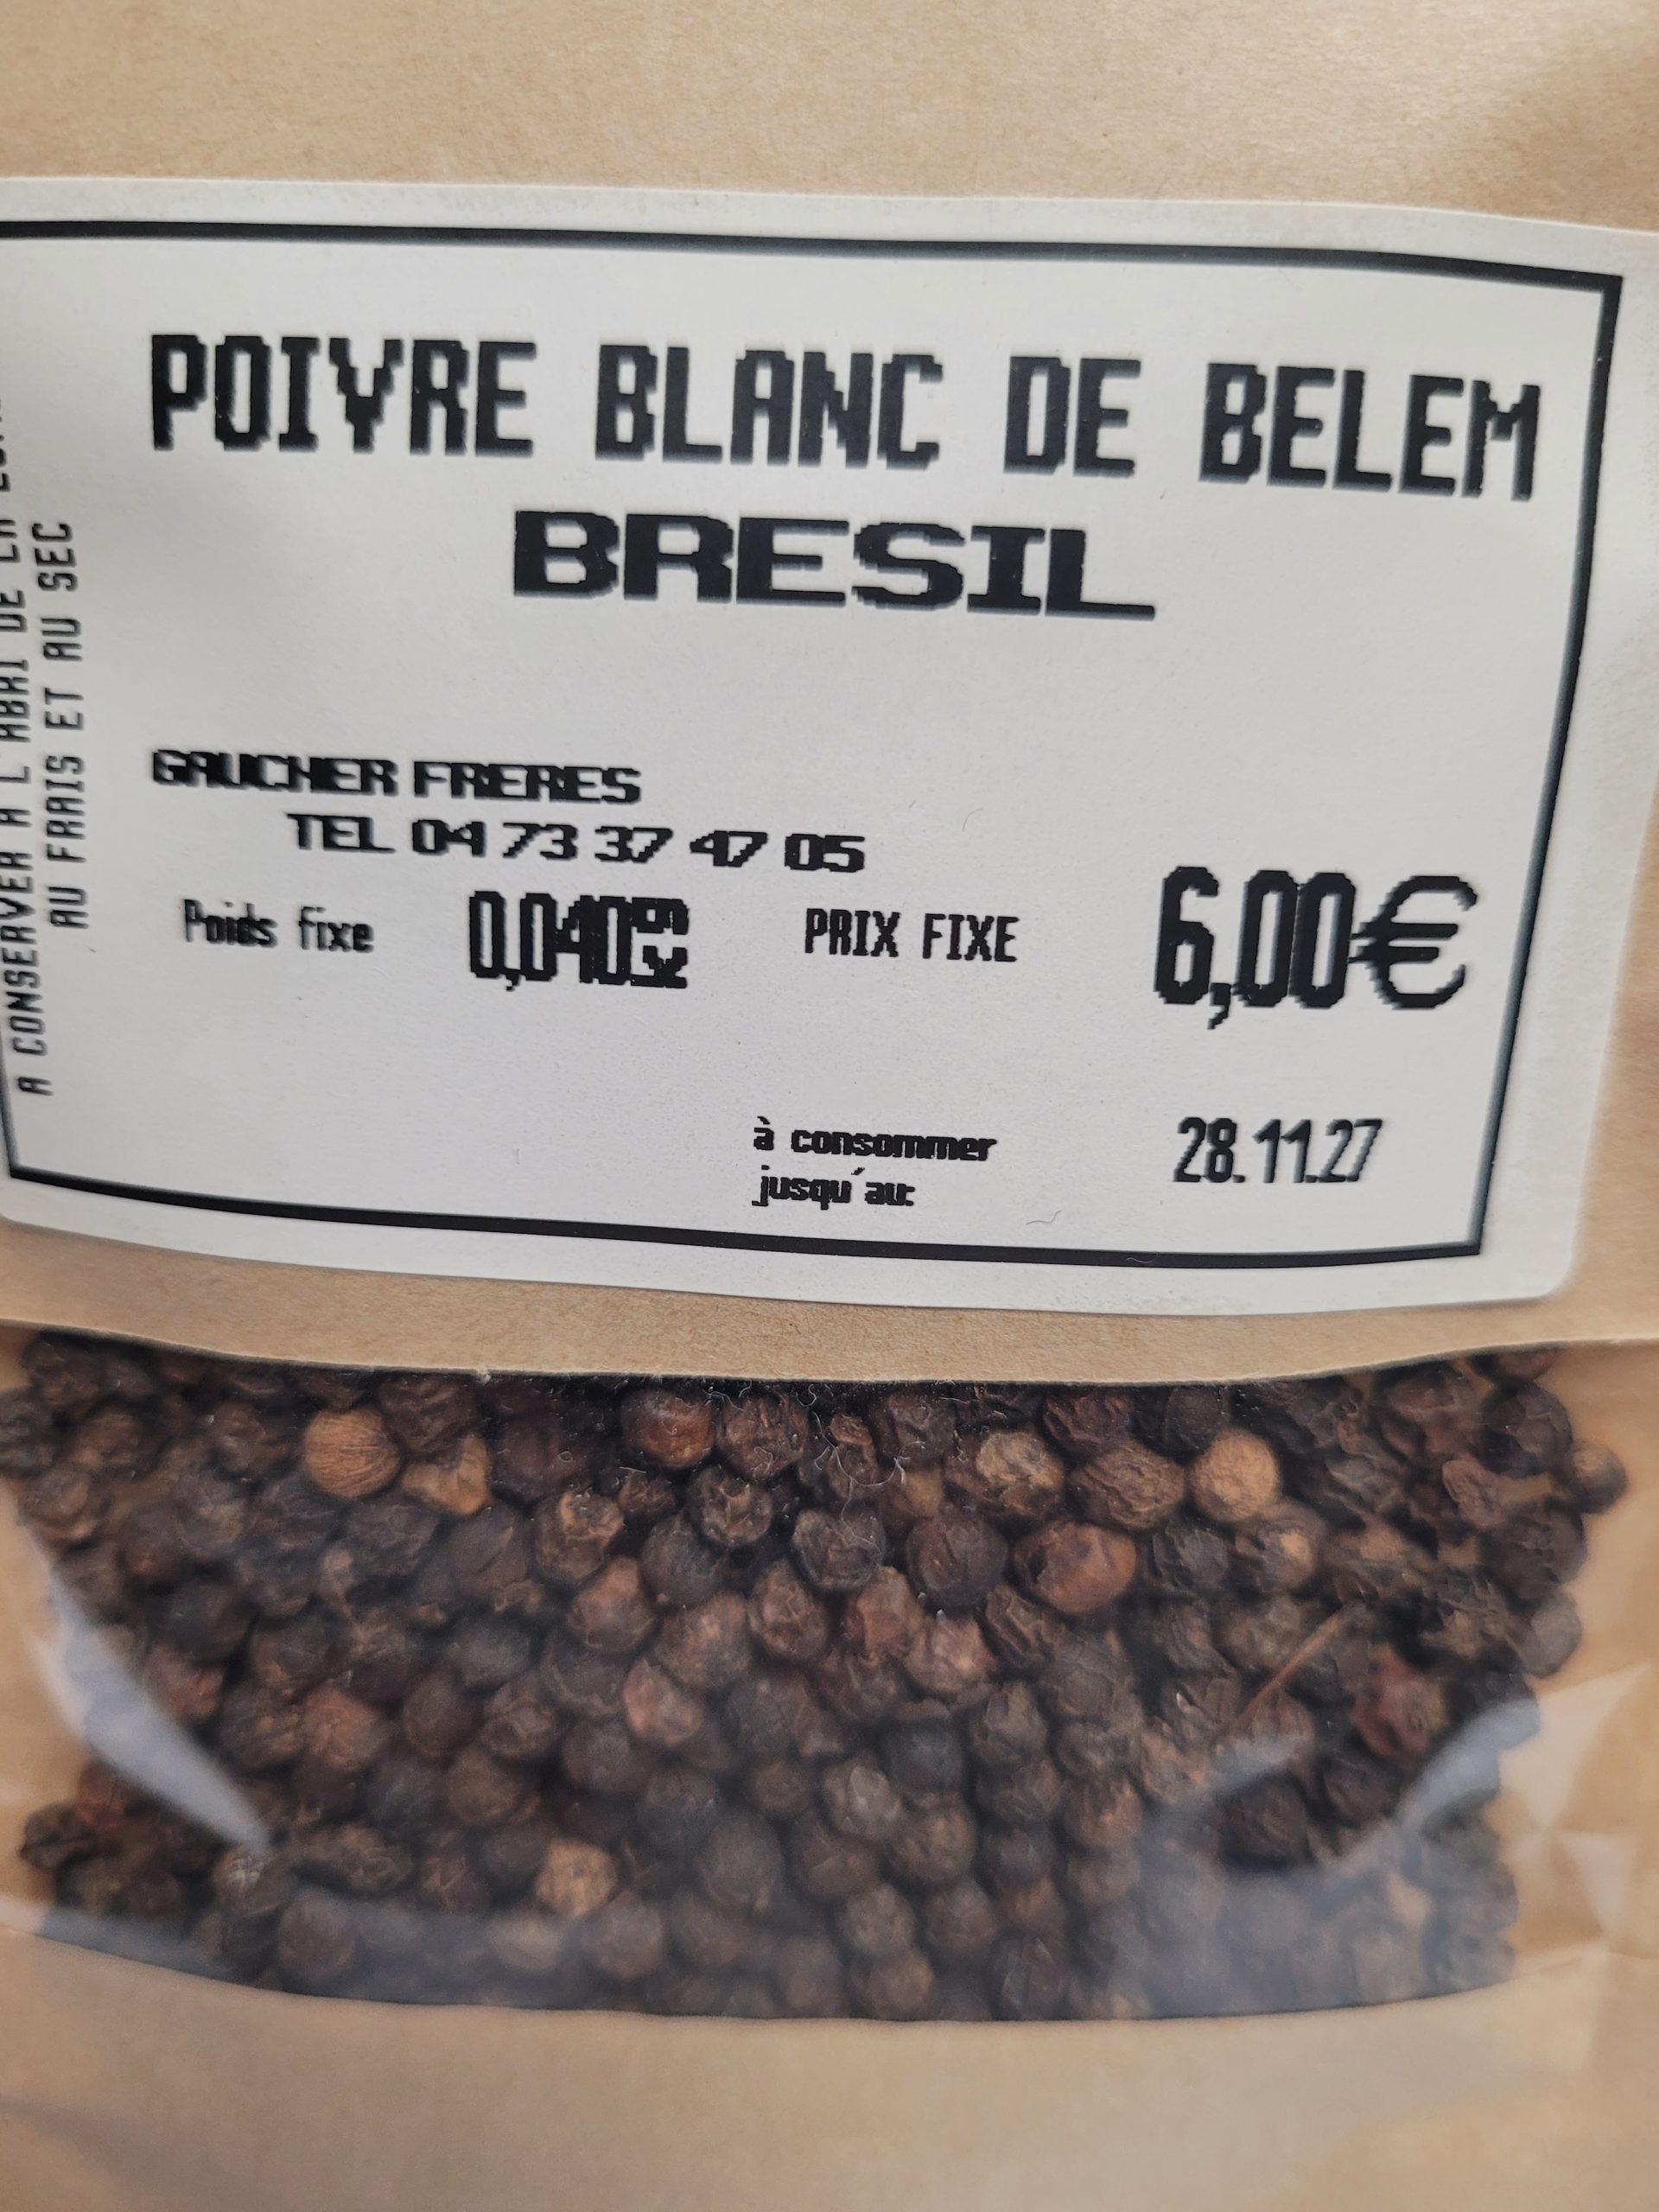 POIVRE BLANC DE BELEM
BRESIL
GAUCHER FRERES
TEL 04 73 37 47 05
Poids fixe 0,040kg PRIX FIXE 6,00€
à consommer 28.11.27
jusqu'au:
A CONSERVER A L'ABRI DE LA
AU FRAIS ET AU SEC